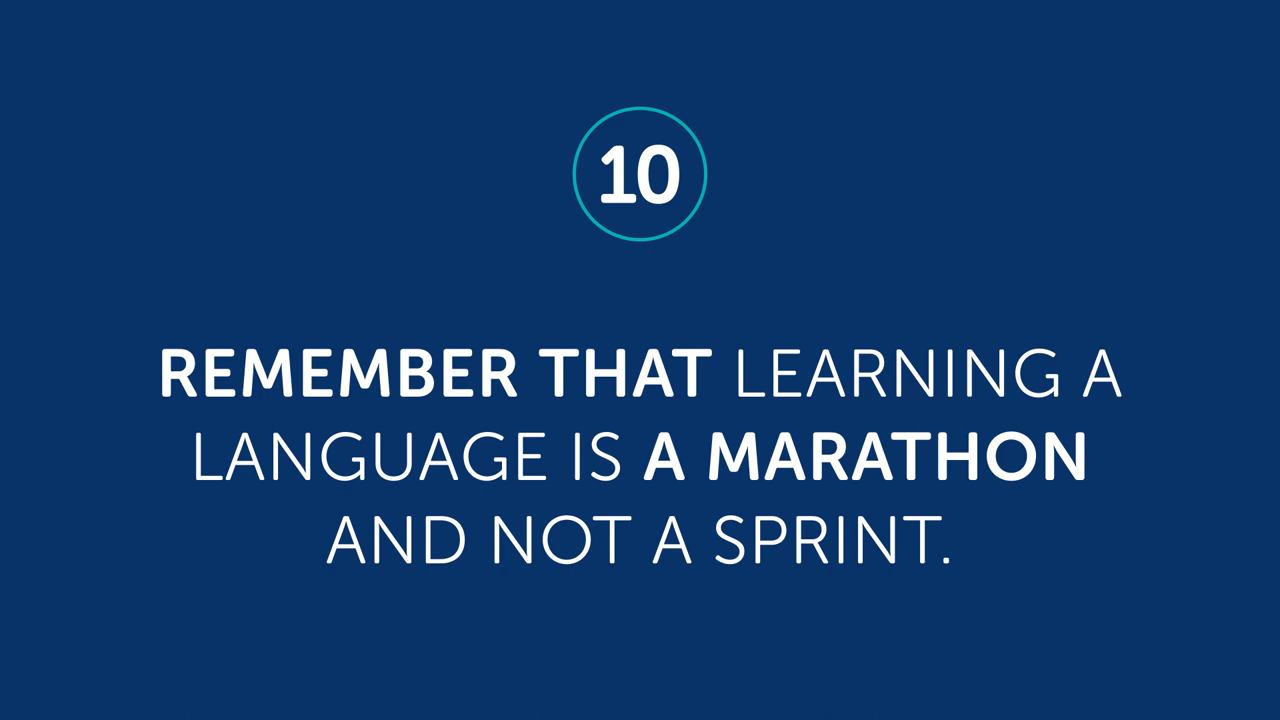 10
REMEMBER THAT LEARNING A
LANGUAGE IS A MARATHON
AND NOT A SPRINT.